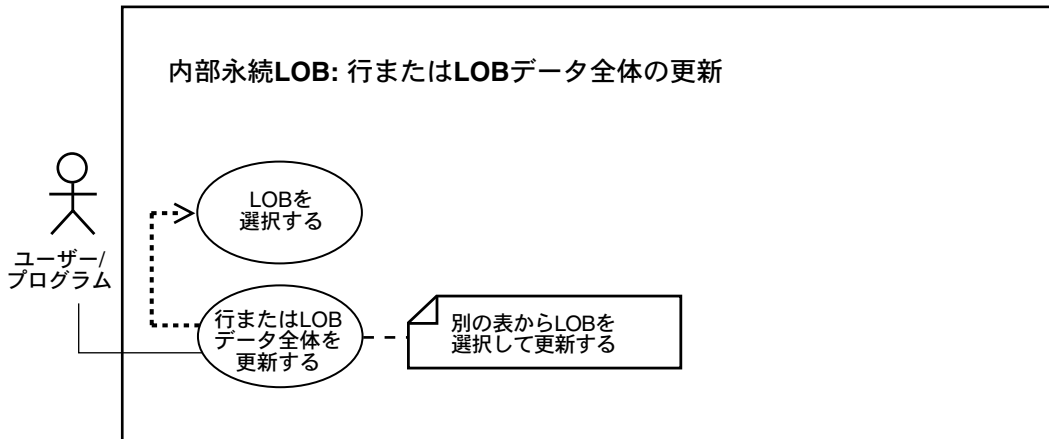 内部永続LOB: 行またはLOBデータ全体の更新
LOBを
選択する
ユーザー/
プログラム
行またはLOB
データ全体を
更新する
別の表からLOBを
選択して更新する